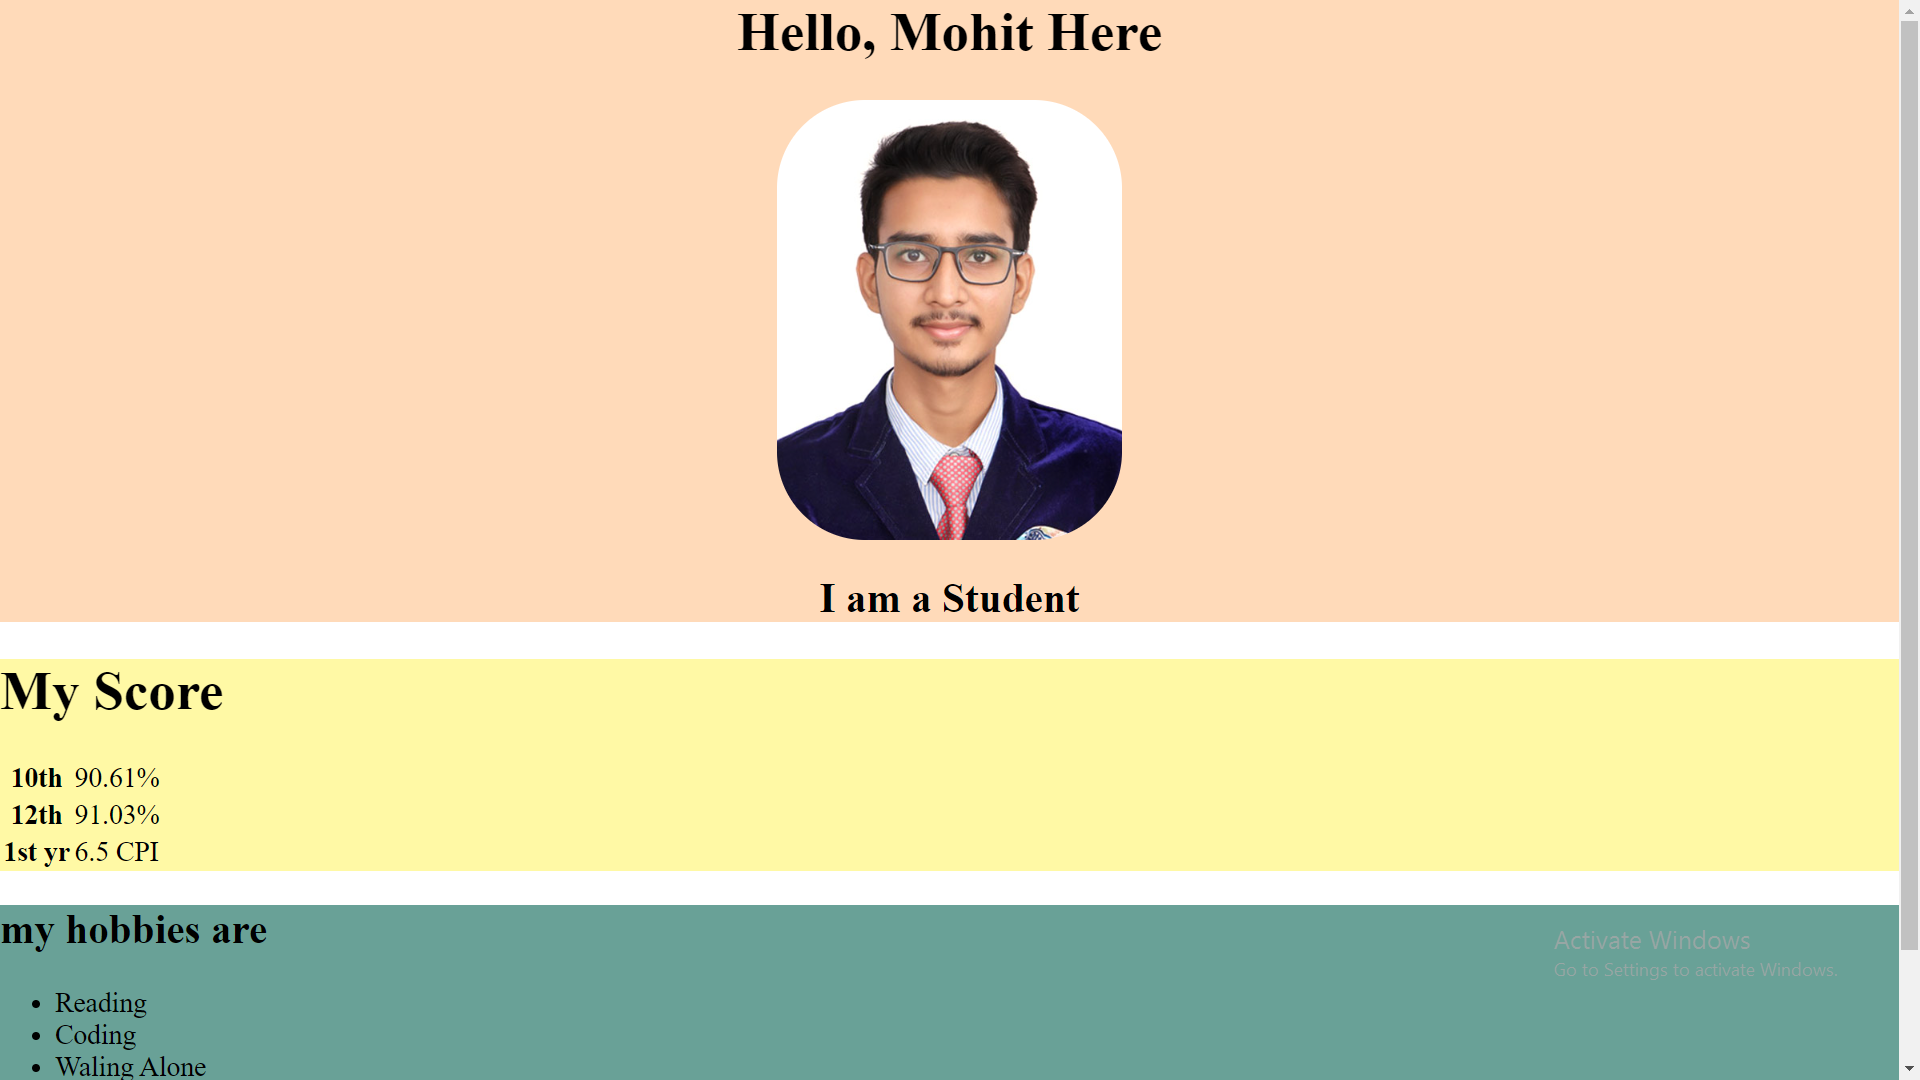 Hello, Mohit Here
I am a Student
My Score
10th 90.61%
12th 91.03%
1st yr 6.5 CPI
my hobbies are
Activate Windows
Go to Settings to activate Windows.
Reading
Coding
Waling Alone